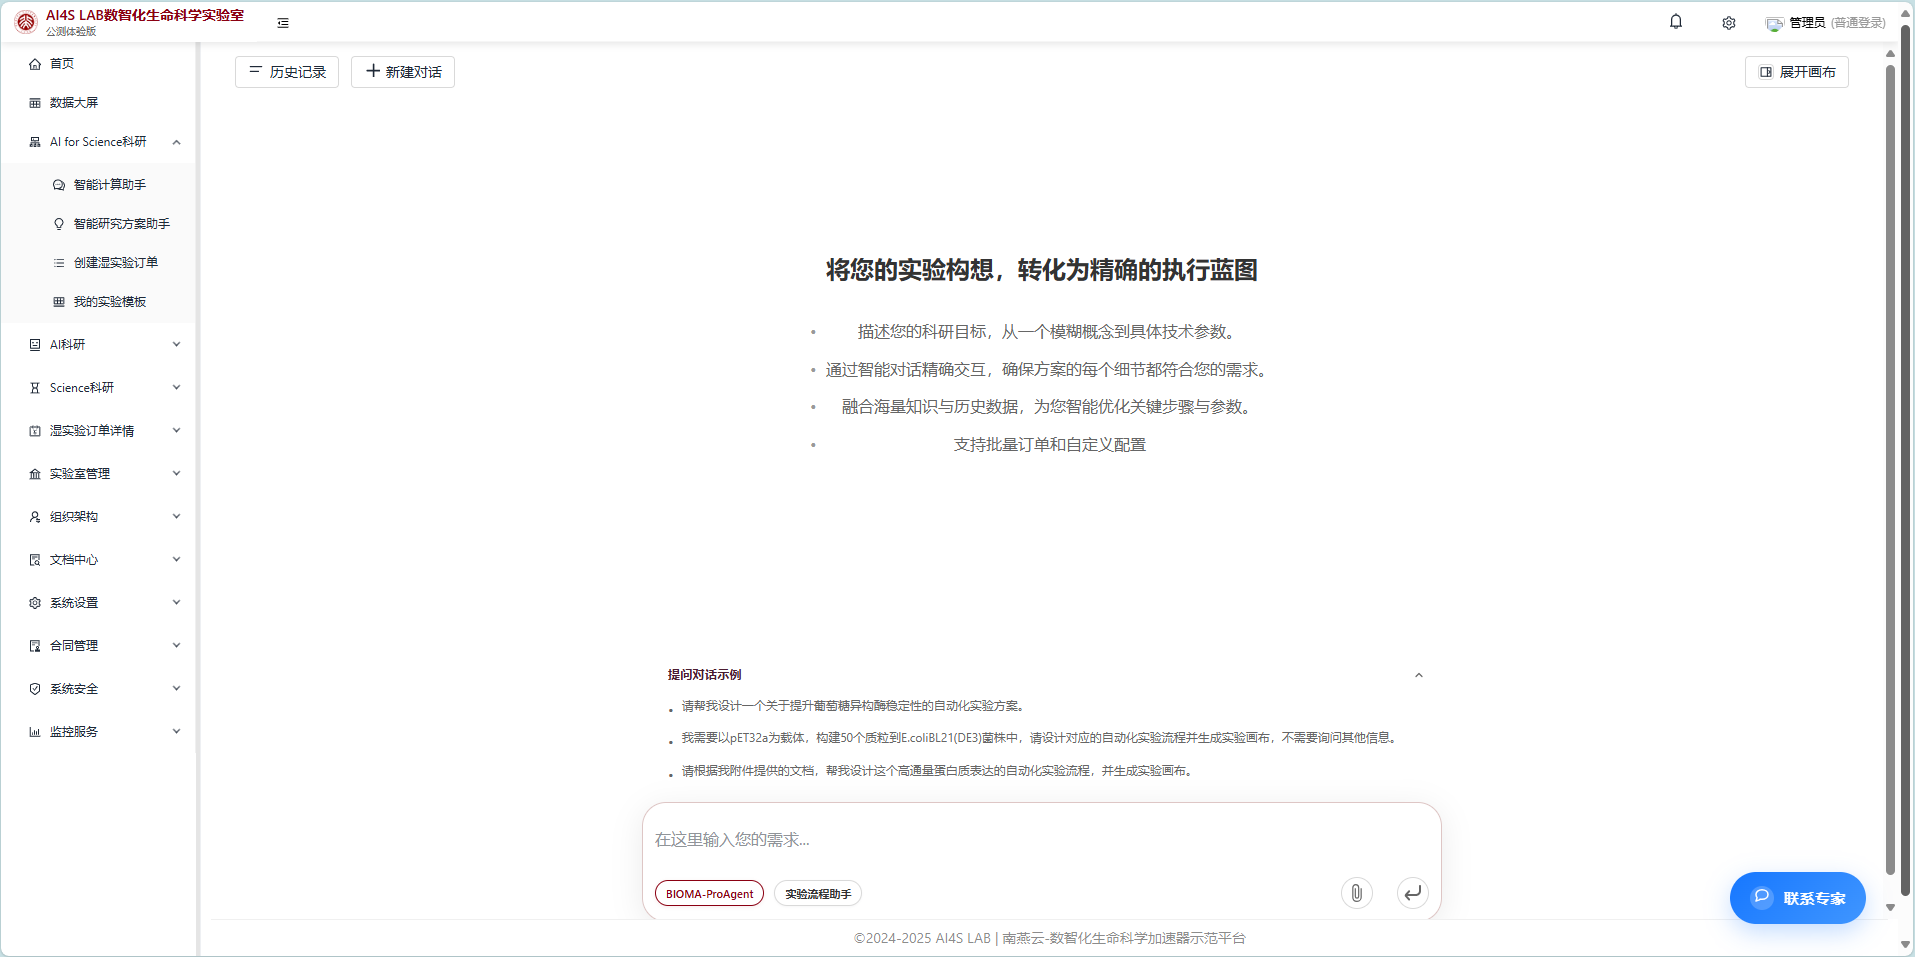 AI4S LAB数智化生命科学实验室
公测体验版
管理员 (普通登录)
首页
数据大屏
AI for Science科研
智能计算助手
智能研究方案助手
创建湿实验订单
我的实验模板
AI科研
Science科研
湿实验订单详情
实验室管理
组织架构
文档中心
系统设置
合同管理
系统安全
监控服务
历史记录
新建对话
展开画布
将您的实验构想，转化为精确的执行蓝图
• 描述您的科研目标，从一个模糊概念到具体技术参数。
• 通过智能对话精确交互，确保方案的每个细节都符合您的需求。
• 融合海量知识与历史数据，为您智能优化关键步骤与参数。
• 支持批量订单和自定义配置
提问对话示例
• 请帮我设计一个关于提升葡萄糖异构酶稳定性的自动化实验方案。
• 我需要以pET32a为载体，构建50个质粒到E.coliBL21(DE3)菌株中，请设计对应的自动化实验流程并生成实验画布，不需要询问其他信息。
• 请根据我附件提供的文档，帮我设计这个高通量蛋白质表达的自动化实验流程，并生成实验画布。
在这里输入您的需求...
BIOMA-ProAgent
实验流程助手
联系专家
©2024-2025 AI4S LAB | 南燕云-数智化生命科学加速器示范平台